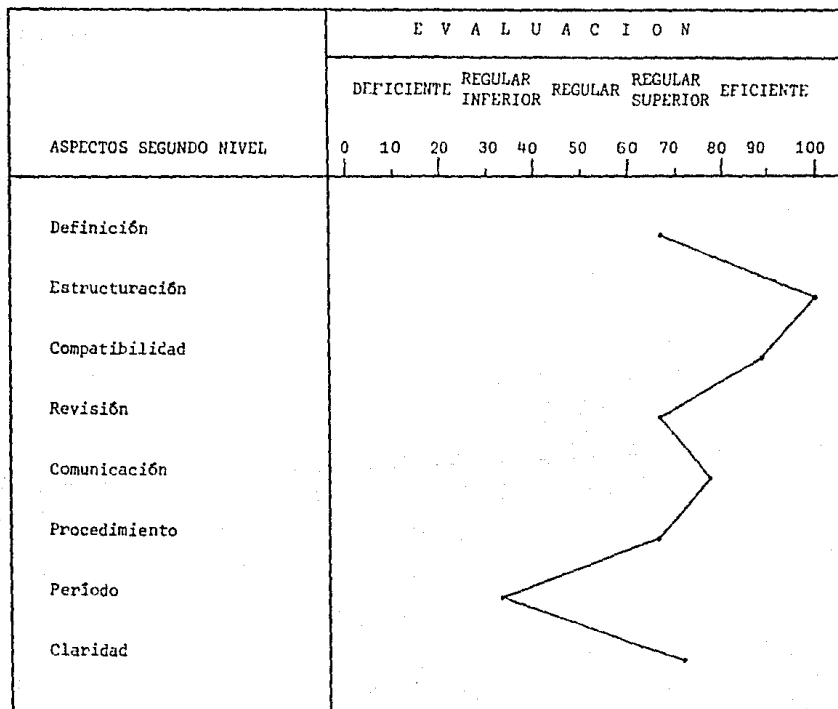 E V A L U A C I O N
DEFICIENTE REGULAR INFERIOR REGULAR REGULAR SUPERIOR EFICIENTE
ASPECTOS SEGUNDO NIVEL 0 10 20 30 40 50 60 70 80 90 100
Definición
Estructuración
Compatibilidad
Revisión
Comunicación
Procedimiento
Período
Claridad